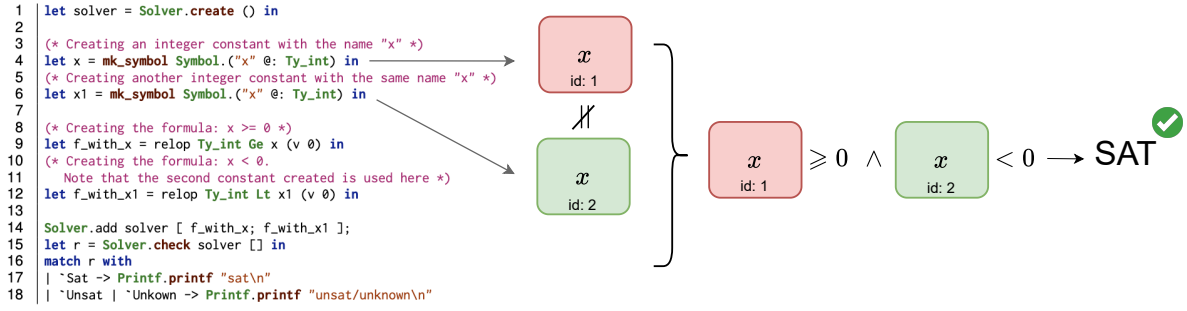 1 let solver = Solver.create () in
2
3 (* Creating an integer constant with the name "x" *)
4 let x = mk_symbol Symbol.("x" @: Ty_int) in
5 (* Creating another integer constant with the same name "x" *)
6 let x1 = mk_symbol Symbol.("x" @: Ty_int) in
7
8 (* Creating the formula: x >= 0 *)
9 let f_with_x = relop Ty_int Ge x (v 0) in
10 (* Creating the formula: x < 0.
11 Note that the second constant created is used here *)
12 let f_with_x1 = relop Ty_int Lt x1 (v 0) in
13
14 Solver.add solver [ f_with_x; f_with_x1 ];
15 let r = Solver.check solver [] in
16 match r with
17 | `Sat -> Printf.printf "sat\n"
18 | `Unsat | `Unkown -> Printf.printf "unsat/unknown\n"
x
id: 1
x
id: 2
x
id: 1
⩾ 0 ∧
x
id: 2
< 0 → SAT